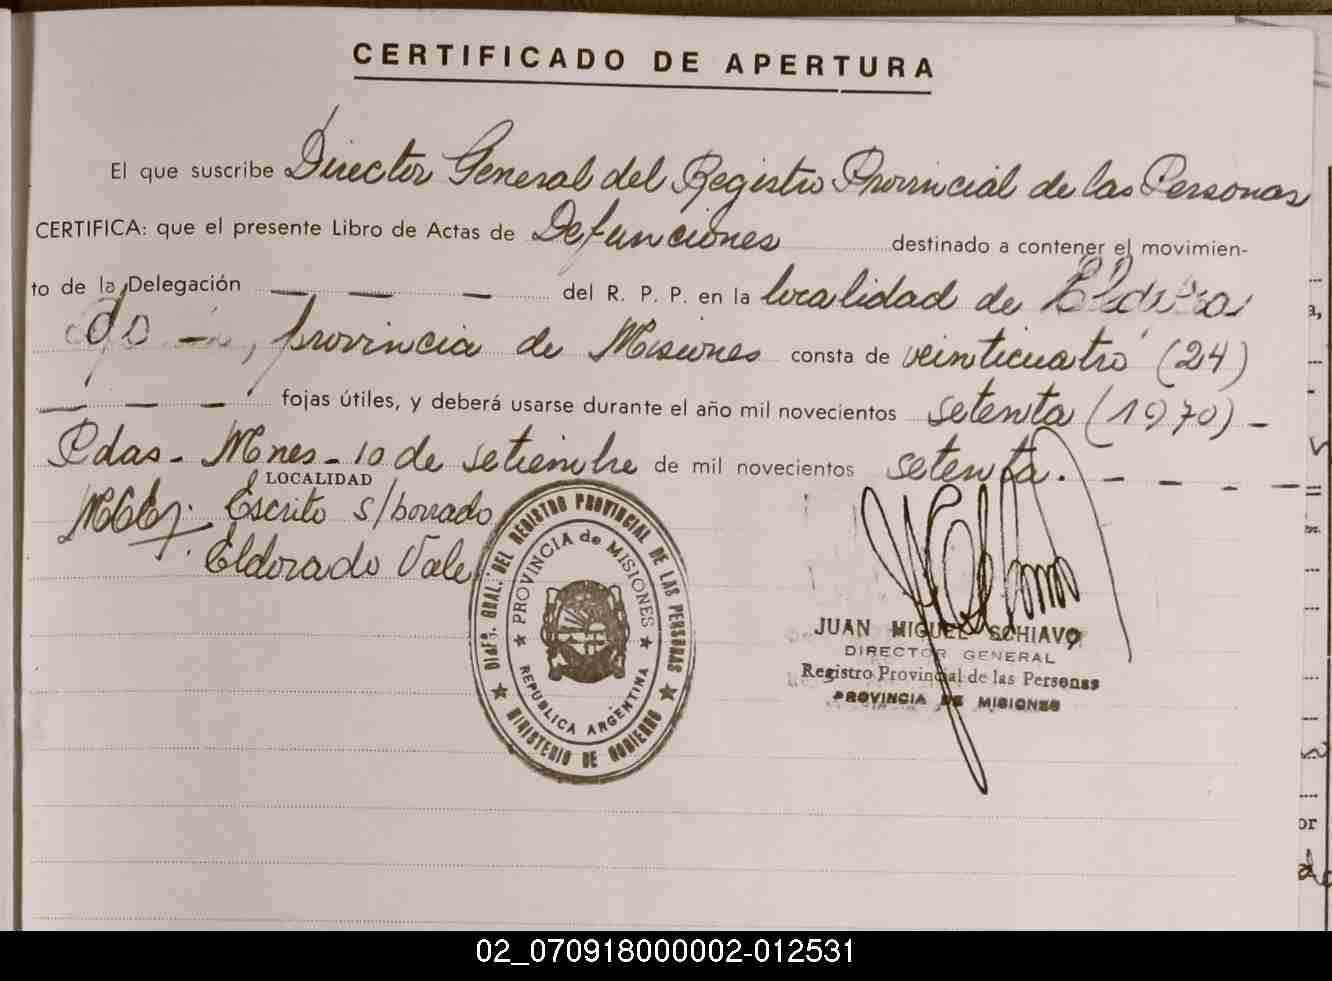 CERTIFICADO DE APERTURA
El que suscribe Director General del Registro Provincial de las Personas
CERTIFICA: que el presente Libro de Actas de Defunciones destinado a contener el movimien-
to de la Delegación — — — del R. P. P. en la localidad de Eldora
do —, provincia de Misiones consta de veinticuatro (24)
— — — fojas útiles, y deberá usarse durante el año mil novecientos setenta (1970) —
Pdas. Mnes. 10 de setiembre de mil novecientos setenta. — — — —
LOCALIDAD
Escrito s/borrado
Eldorado Vale
DIREC. GRAL. DEL REGISTRO PROVINCIAL DE LAS PERSONAS
★ MINISTERIO DE GOBIERNO ★
★ PROVINCIA de MISIONES ★
REPUBLICA ARGENTINA
JUAN MIGUEL SCHIAVO
DIRECTOR GENERAL
Registro Provincial de las Personas
PROVINCIA DE MISIONES
or
02_070918000002-012531